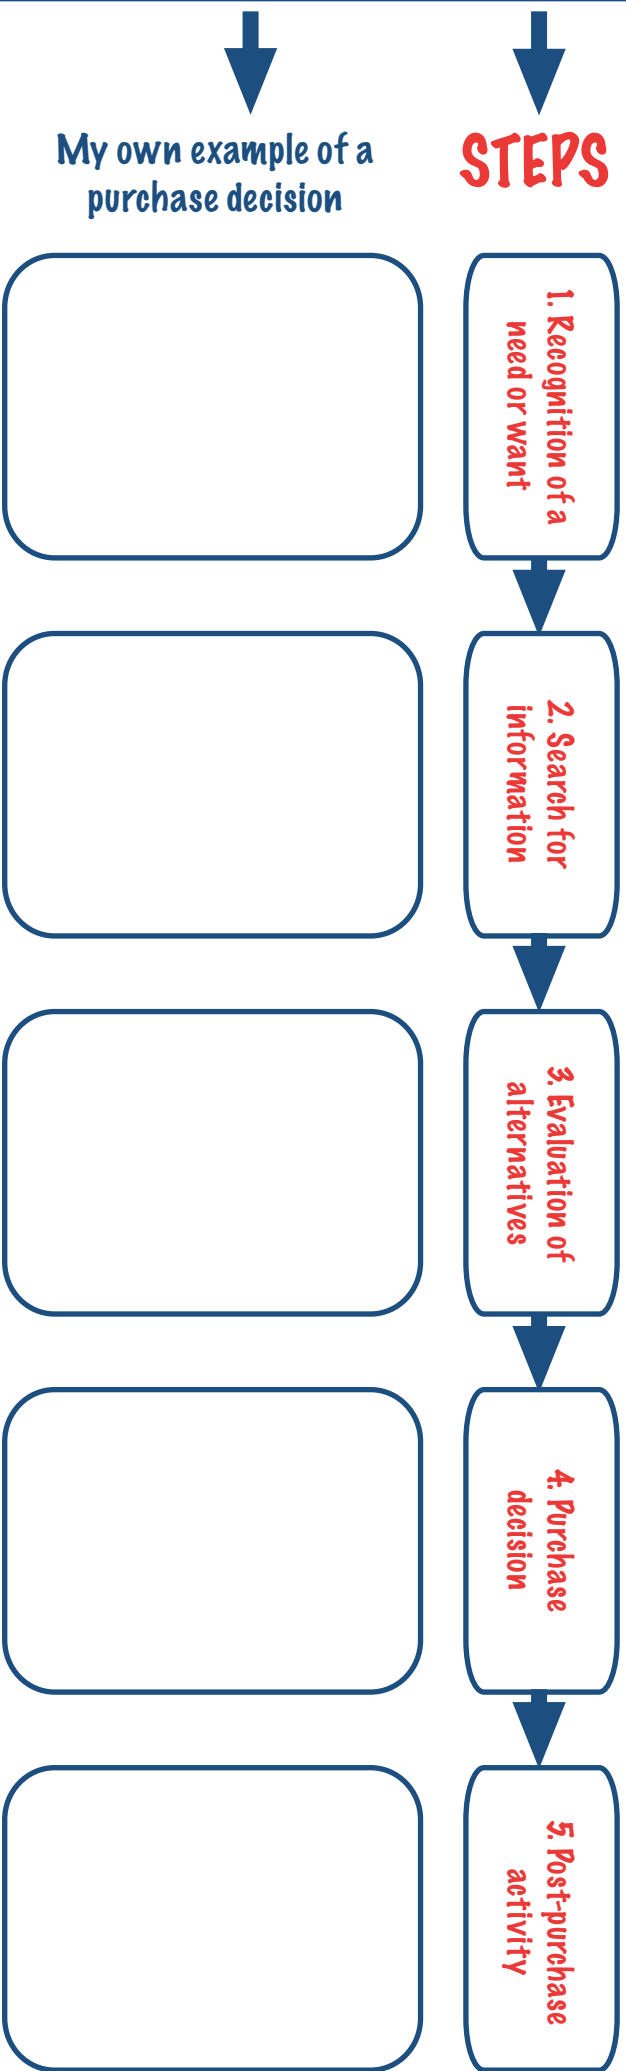 My own example of a
purchase decision
STEPS
1. Recognition of a
need or want
2. Search for
information
3. Evaluation of
alternatives
4. Purchase
decision
5. Post-purchase
activity